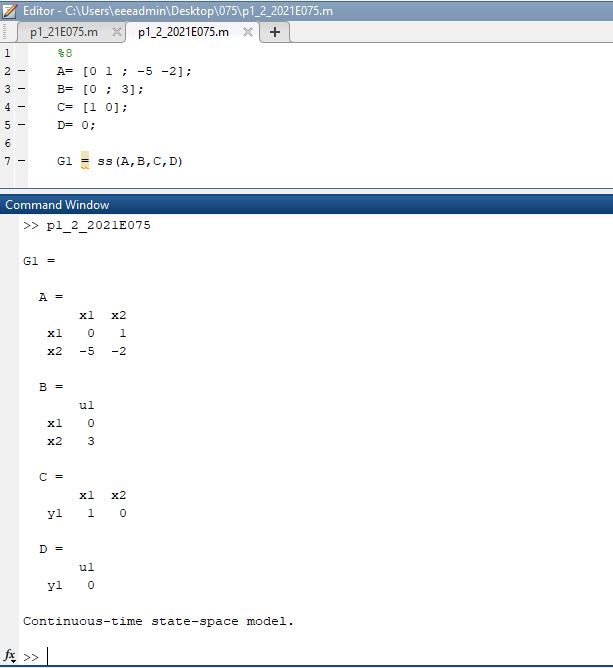 Editor - C:\Users\eeeadmin\Desktop\075\p1_2_2021E075.m
p1_21E075.m × p1_2_2021E075.m × +
1 %8
2 - A= [0 1 ; -5 -2];
3 - B= [0 ; 3];
4 - C= [1 0];
5 - D= 0;
6
7 - G1 = ss(A,B,C,D)
Command Window
>> p1_2_2021E075
G1 =
A =
x1 x2
x1 0 1
x2 -5 -2
B =
u1
x1 0
x2 3
C =
x1 x2
y1 1 0
D =
u1
y1 0
Continuous-time state-space model.
fx >>